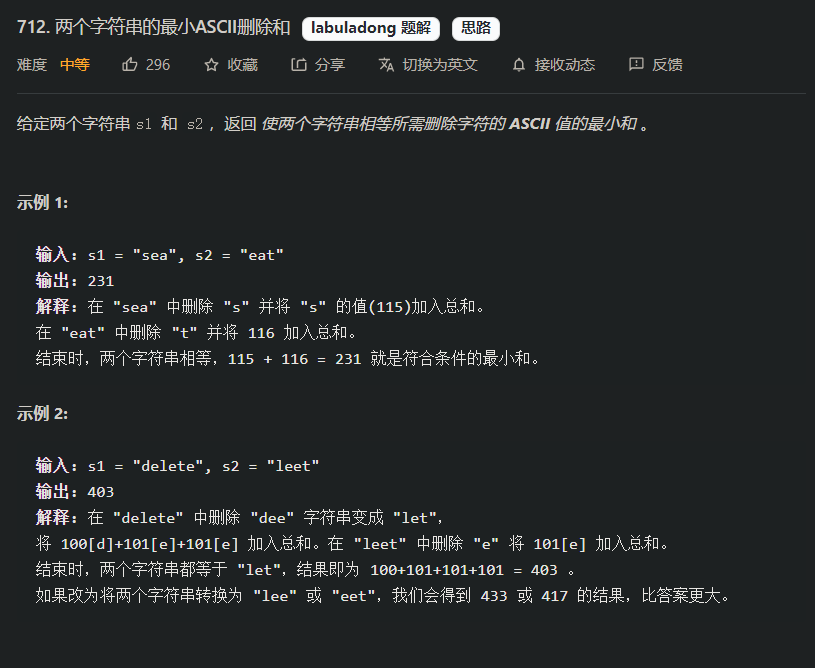 712. 两个字符串的最小ASCII删除和 labuladong 题解 思路
难度 中等 296 收藏 分享 切换为英文 接收动态 反馈
给定两个字符串 s1 和 s2 ，返回 使两个字符串相等所需删除字符的 ASCII 值的最小和 。
示例 1:
输入: s1 = "sea", s2 = "eat"
输出: 231
解释: 在 "sea" 中删除 "s" 并将 "s" 的值(115)加入总和。
在 "eat" 中删除 "t" 并将 116 加入总和。
结束时，两个字符串相等，115 + 116 = 231 就是符合条件的最小和。
示例 2:
输入: s1 = "delete", s2 = "leet"
输出: 403
解释: 在 "delete" 中删除 "dee" 字符串变成 "let"，
将 100[d]+101[e]+101[e] 加入总和。在 "leet" 中删除 "e" 将 101[e] 加入总和。
结束时，两个字符串都等于 "let"，结果即为 100+101+101+101 = 403 。
如果改为将两个字符串转换为 "lee" 或 "eet"，我们会得到 433 或 417 的结果，比答案更大。